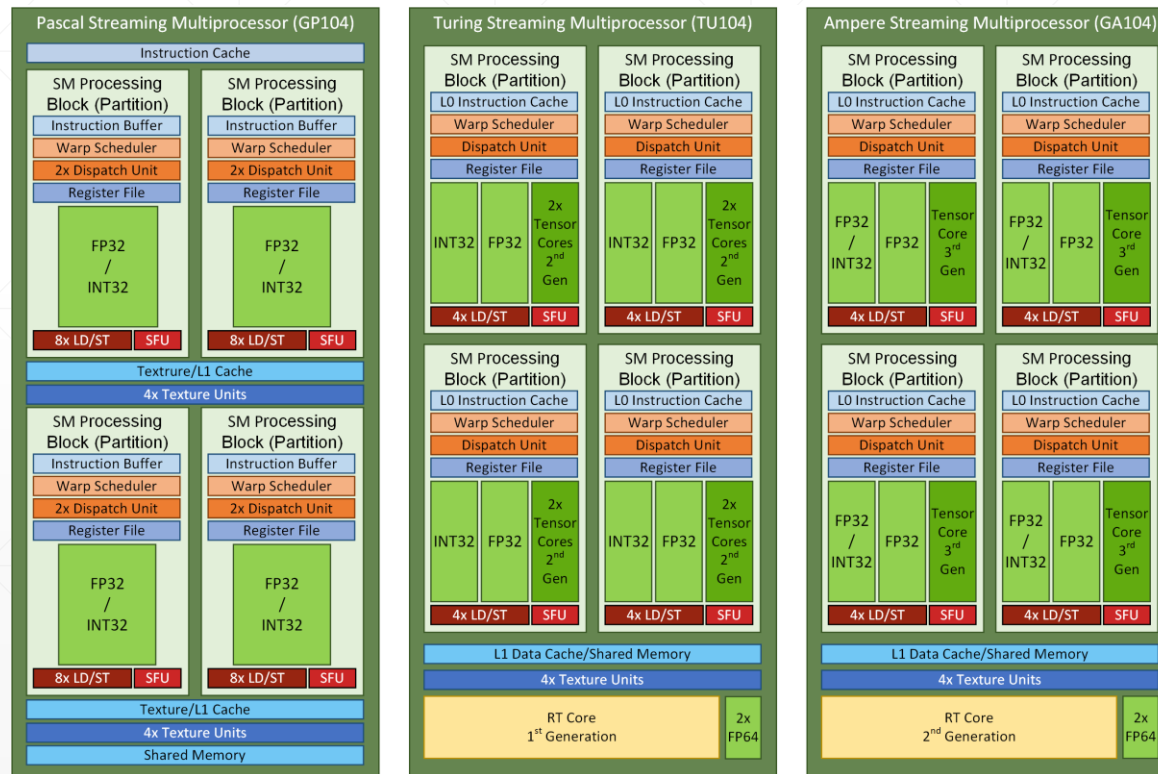 Pascal Streaming Multiprocessor (GP104)
Instruction Cache
SM Processing
Block (Partition)
Instruction Buffer
Warp Scheduler
2x Dispatch Unit
Register File
FP32
/
INT32
8x LD/ST
SFU
SM Processing
Block (Partition)
Instruction Buffer
Warp Scheduler
2x Dispatch Unit
Register File
FP32
/
INT32
8x LD/ST
SFU
Textrure/L1 Cache
4x Texture Units
SM Processing
Block (Partition)
Instruction Buffer
Warp Scheduler
2x Dispatch Unit
Register File
FP32
/
INT32
8x LD/ST
SFU
SM Processing
Block (Partition)
Instruction Buffer
Warp Scheduler
2x Dispatch Unit
Register File
FP32
/
INT32
8x LD/ST
SFU
Texture/L1 Cache
4x Texture Units
Shared Memory
Turing Streaming Multiprocessor (TU104)
SM Processing
Block (Partition)
L0 Instruction Cache
Warp Scheduler
Dispatch Unit
Register File
INT32
FP32
2x
Tensor
Cores
2nd
Gen
4x LD/ST
SFU
SM Processing
Block (Partition)
L0 Instruction Cache
Warp Scheduler
Dispatch Unit
Register File
INT32
FP32
2x
Tensor
Cores
2nd
Gen
4x LD/ST
SFU
SM Processing
Block (Partition)
L0 Instruction Cache
Warp Scheduler
Dispatch Unit
Register File
INT32
FP32
2x
Tensor
Cores
2nd
Gen
4x LD/ST
SFU
SM Processing
Block (Partition)
L0 Instruction Cache
Warp Scheduler
Dispatch Unit
Register File
INT32
FP32
2x
Tensor
Cores
2nd
Gen
4x LD/ST
SFU
L1 Data Cache/Shared Memory
4x Texture Units
RT Core
1st Generation
2x
FP64
Ampere Streaming Multiprocessor (GA104)
SM Processing
Block (Partition)
L0 Instruction Cache
Warp Scheduler
Dispatch Unit
Register File
FP32
/
INT32
FP32
Tensor
Core
3rd
Gen
4x LD/ST
SFU
SM Processing
Block (Partition)
L0 Instruction Cache
Warp Scheduler
Dispatch Unit
Register File
FP32
/
INT32
FP32
Tensor
Core
3rd
Gen
4x LD/ST
SFU
SM Processing
Block (Partition)
L0 Instruction Cache
Warp Scheduler
Dispatch Unit
Register File
FP32
/
INT32
FP32
Tensor
Core
3rd
Gen
4x LD/ST
SFU
SM Processing
Block (Partition)
L0 Instruction Cache
Warp Scheduler
Dispatch Unit
Register File
FP32
/
INT32
FP32
Tensor
Core
3rd
Gen
4x LD/ST
SFU
L1 Data Cache/Shared Memory
4x Texture Units
RT Core
2nd Generation
2x
FP64